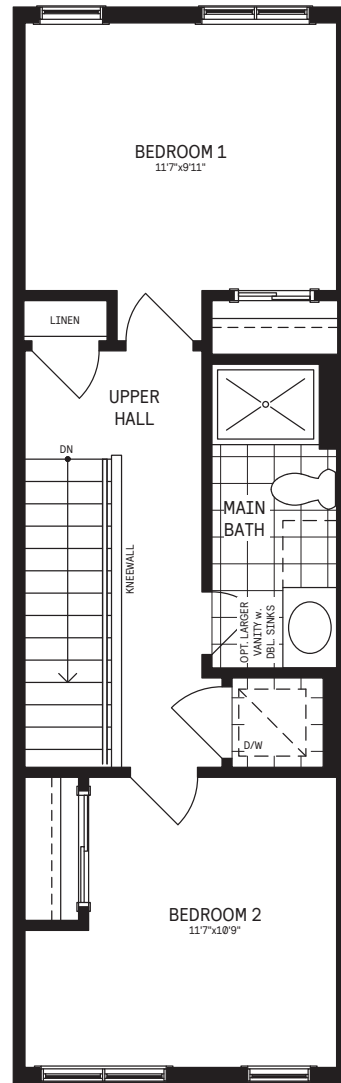 BEDROOM 1
11'7"x9'11"
LINEN
UPPER
HALL
DN
MAIN
BATH
KNEEWALL
OPT. LARGER
VANITY w.
DBL. SINKS
D/W
BEDROOM 2
11'7"x10'9"